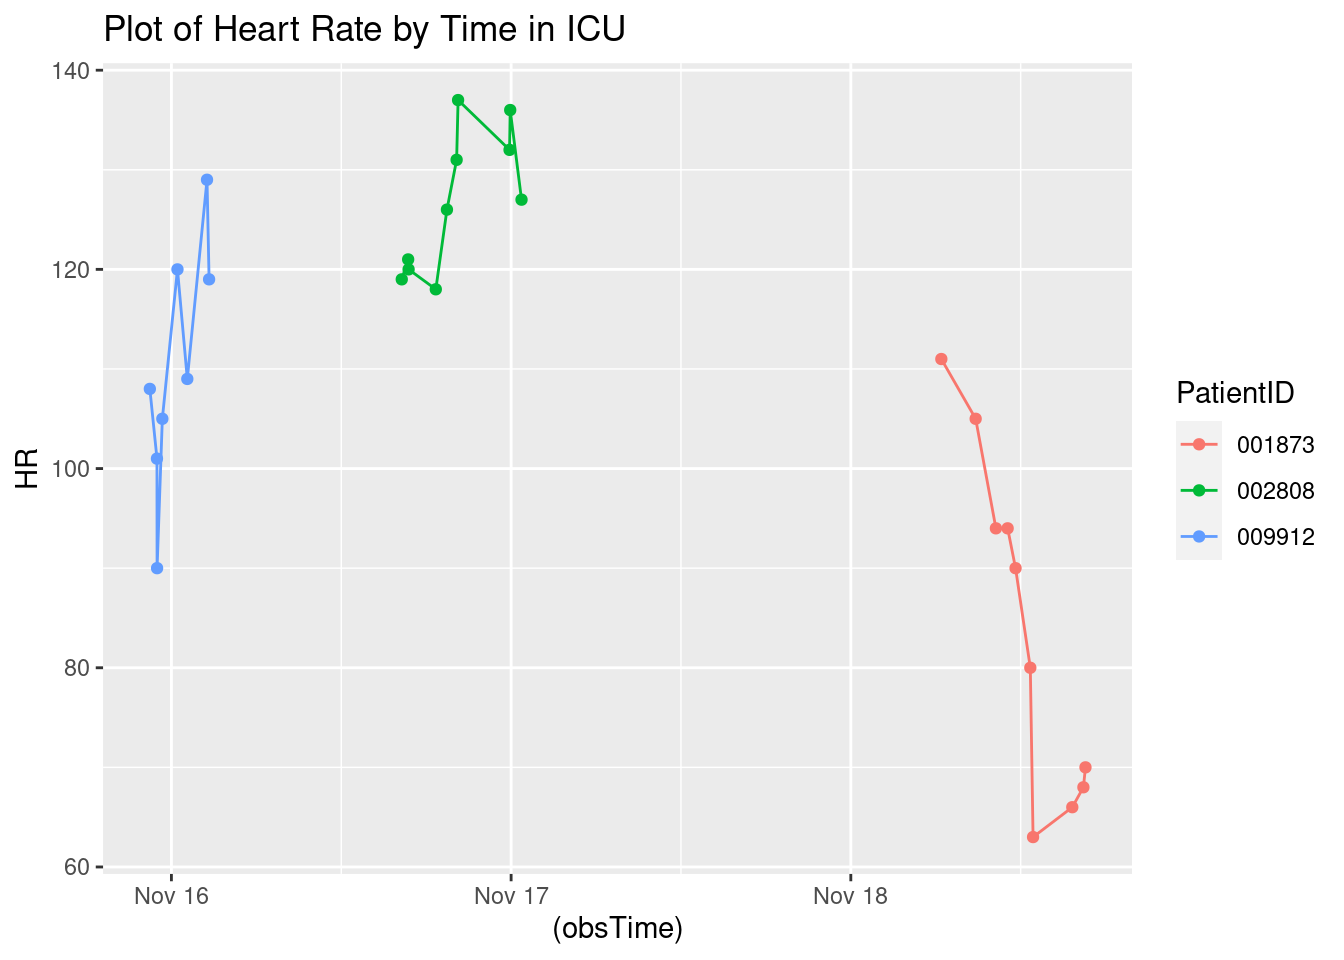 Plot of Heart Rate by Time in ICU
140
120
100
80
60
HR
Nov 16
Nov 17
Nov 18
(obsTime)
PatientID
001873
002808
009912